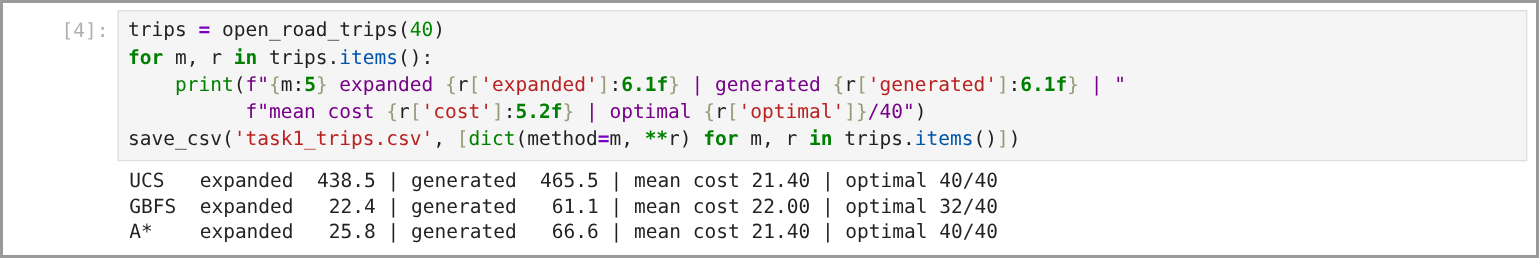 [4]: trips = open_road_trips(40)
for m, r in trips.items():
    print(f"{m:5} expanded {r['expanded']:6.1f} | generated {r['generated']:6.1f} | "
          f"mean cost {r['cost']:5.2f} | optimal {r['optimal']}/40")
save_csv('task1_trips.csv', [dict(method=m, **r) for m, r in trips.items()])
UCS   expanded  438.5 | generated  465.5 | mean cost 21.40 | optimal 40/40
GBFS  expanded   22.4 | generated   61.1 | mean cost 22.00 | optimal 32/40
A*    expanded   25.8 | generated   66.6 | mean cost 21.40 | optimal 40/40